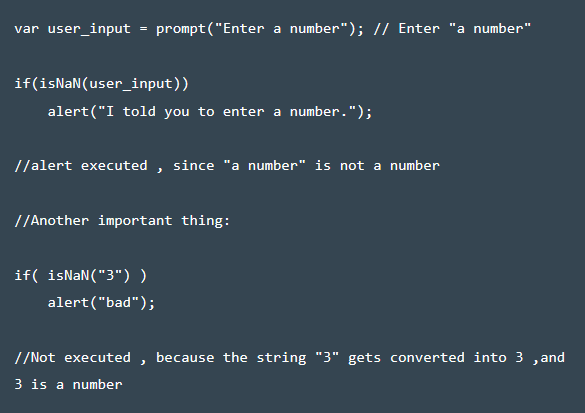 var user_input = prompt("Enter a number"); // Enter "a number"
if(isNaN(user_input))
    alert("I told you to enter a number.");
//alert executed , since "a number" is not a number
//Another important thing:
if( isNaN("3") )
    alert("bad");
//Not executed , because the string "3" gets converted into 3 ,and
3 is a number